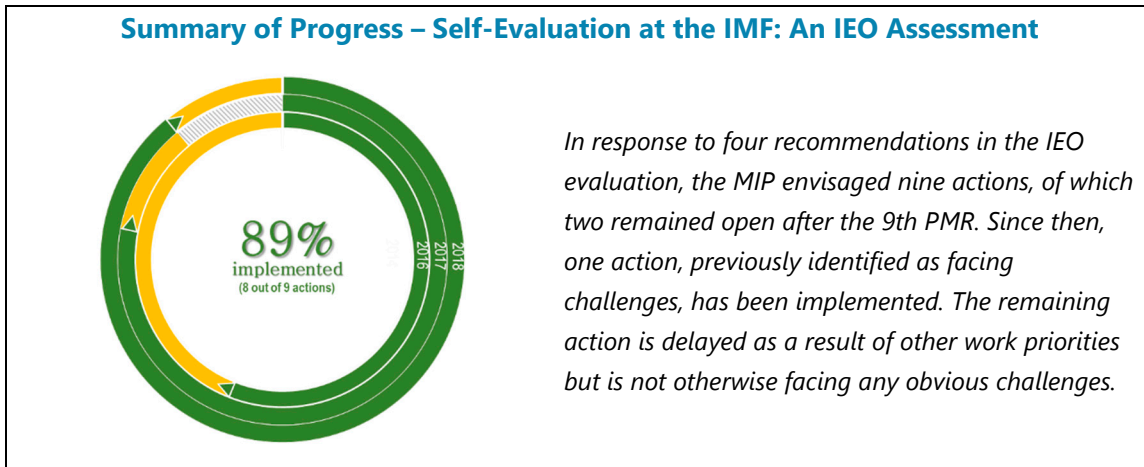 Summary of Progress – Self-Evaluation at the IMF: An IEO Assessment
89%
implemented
(8 out of 9 actions)
2016
2017
2018
In response to four recommendations in the IEO
evaluation, the MIP envisaged nine actions, of which
two remained open after the 9th PMR. Since then,
one action, previously identified as facing
challenges, has been implemented. The remaining
action is delayed as a result of other work priorities
but is not otherwise facing any obvious challenges.